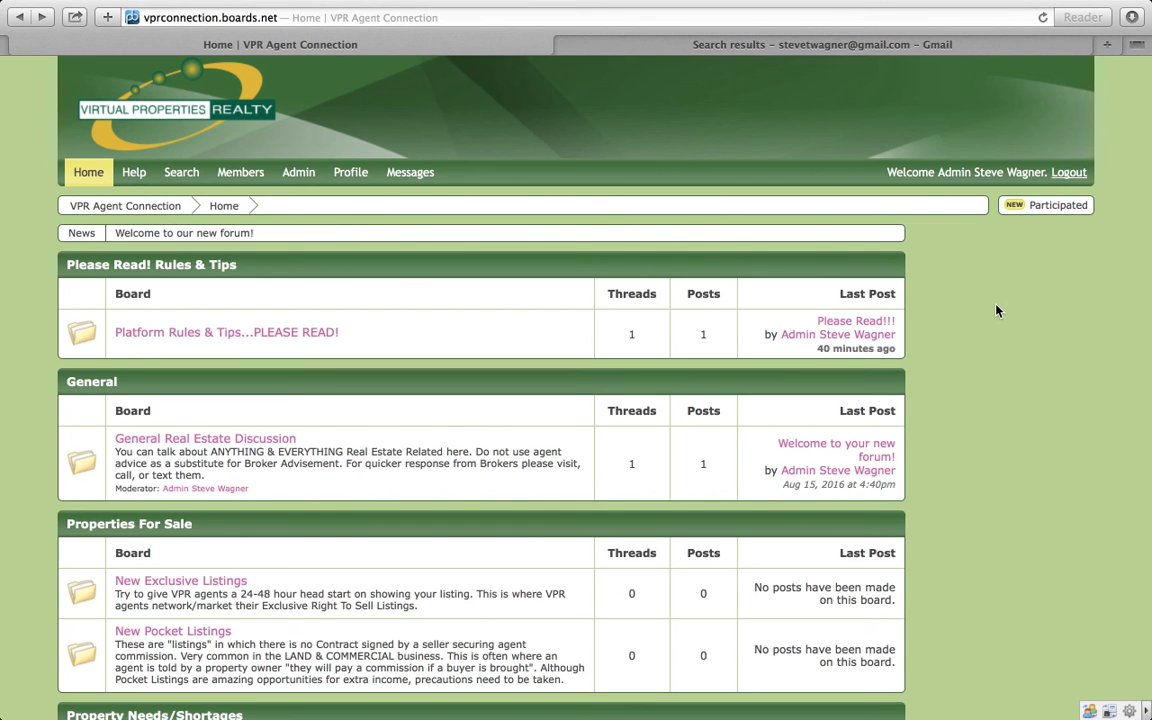 vprconnection.boards.net — Home | VPR Agent Connection
Reader
Home | VPR Agent Connection
Search results – stevetwagner@gmail.com – Gmail
VIRTUAL PROPERTIES REALTY
Home Help Search Members Admin Profile Messages
Welcome Admin Steve Wagner. Logout
VPR Agent Connection Home
NEW Participated
News Welcome to our new forum!
Please Read! Rules & Tips
Board Threads Posts Last Post
Platform Rules & Tips...PLEASE READ! 1 1
Please Read!!!
by Admin Steve Wagner
40 minutes ago
General
Board Threads Posts Last Post
General Real Estate Discussion
You can talk about ANYTHING & EVERYTHING Real Estate Related here. Do not use agent
advice as a substitute for Broker Advisement. For quicker response from Brokers please visit,
call, or text them.
Moderator: Admin Steve Wagner
1 1
Welcome to your new
forum!
by Admin Steve Wagner
Aug 15, 2016 at 4:40pm
Properties For Sale
Board Threads Posts Last Post
New Exclusive Listings
Try to give VPR agents a 24-48 hour head start on showing your listing. This is where VPR
agents network/market their Exclusive Right To Sell Listings.
0 0
No posts have been made
on this board.
New Pocket Listings
These are "listings" in which there is no Contract signed by a seller securing agent
commission. Very common in the LAND & COMMERCIAL business. This is often where an
agent is told by a property owner "they will pay a commission if a buyer is brought". Although
Pocket Listings are amazing opportunities for extra income, precautions need to be taken.
0 0
No posts have been made
on this board.
Property Needs/Shortages